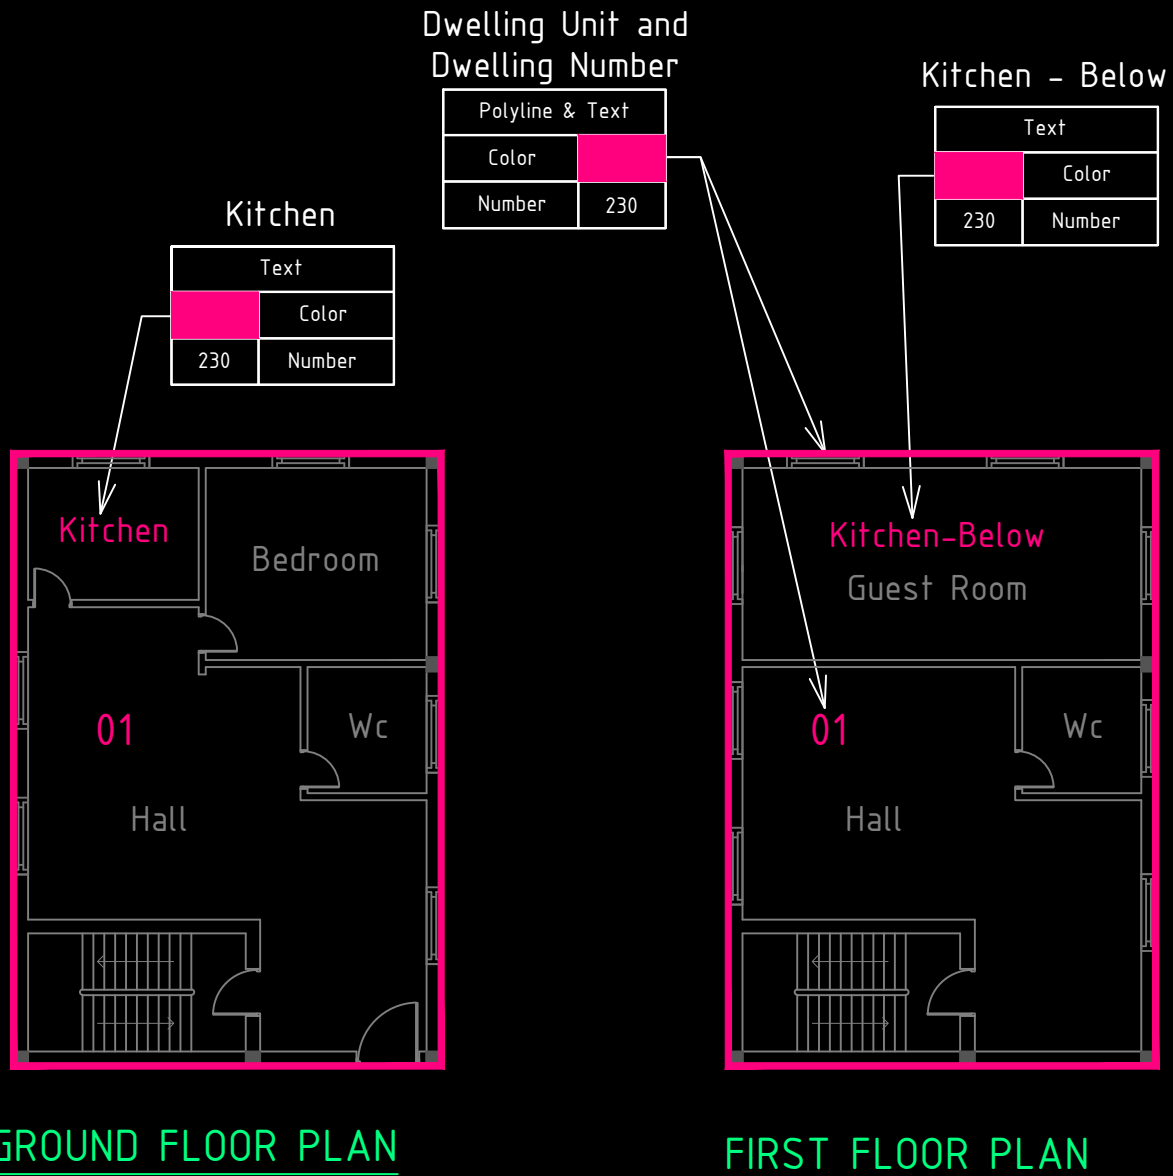 Dwelling Unit and
Dwelling Number
Polyline & Text
Color
Number 230
Kitchen - Below
Text
Color
230 Number
Kitchen
Text
Color
230 Number
Kitchen
Bedroom
01
Wc
Hall
GROUND FLOOR PLAN
Kitchen-Below
Guest Room
01
Wc
Hall
FIRST FLOOR PLAN